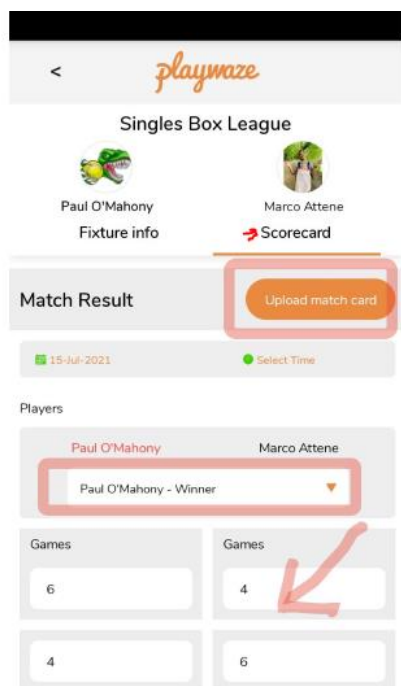 < playwaze
Singles Box League
Paul O'Mahony Marco Attene
Fixture info Scorecard
Match Result Upload match card
15-Jul-2021 Select Time
Players
Paul O'Mahony Marco Attene
Paul O'Mahony - Winner
Games Games
6 4
4 6